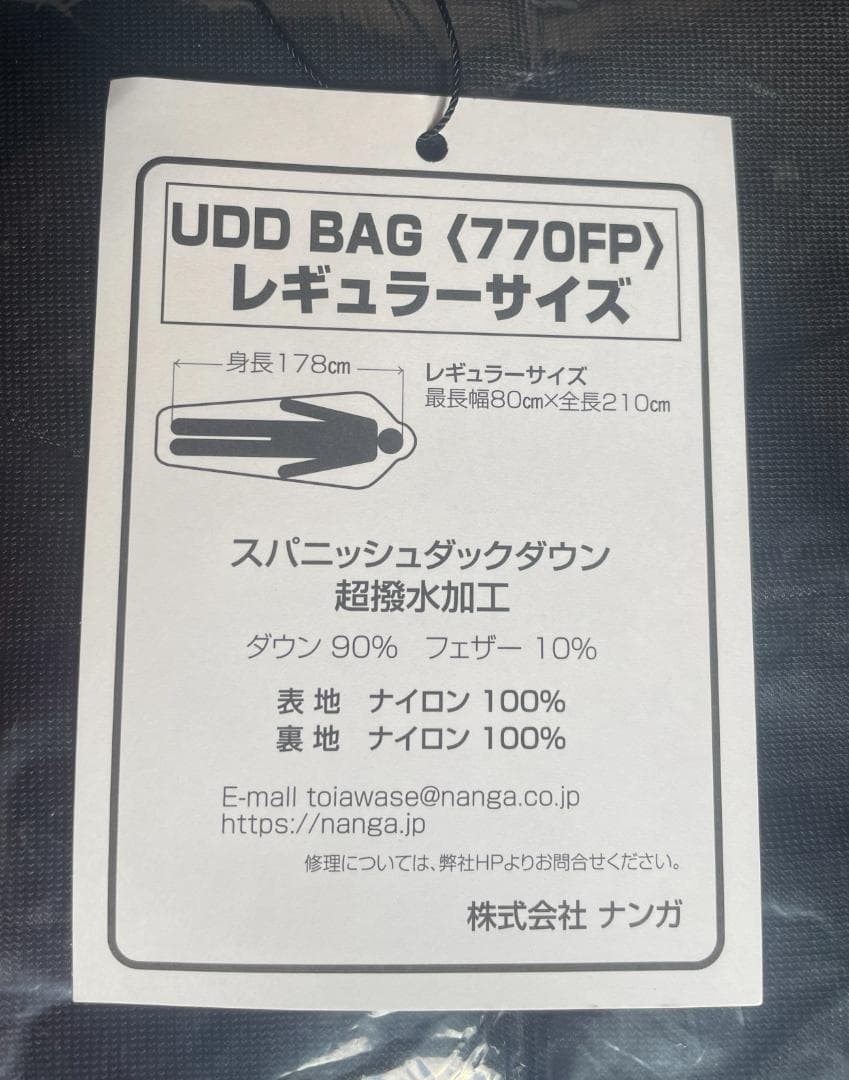 UDD BAG〈770FP〉
レギュラーサイズ
身長178㎝
レギュラーサイズ
最長幅80㎝×全長210㎝
スパニッシュダックダウン
超撥水加工
ダウン 90%　フェザー 10%
表 地　ナイロン 100%
裏 地　ナイロン 100%
E-mall toiawase@nanga.co.jp
https://nanga.jp
修理については、弊社HPよりお問合せください。
株式会社 ナンガ